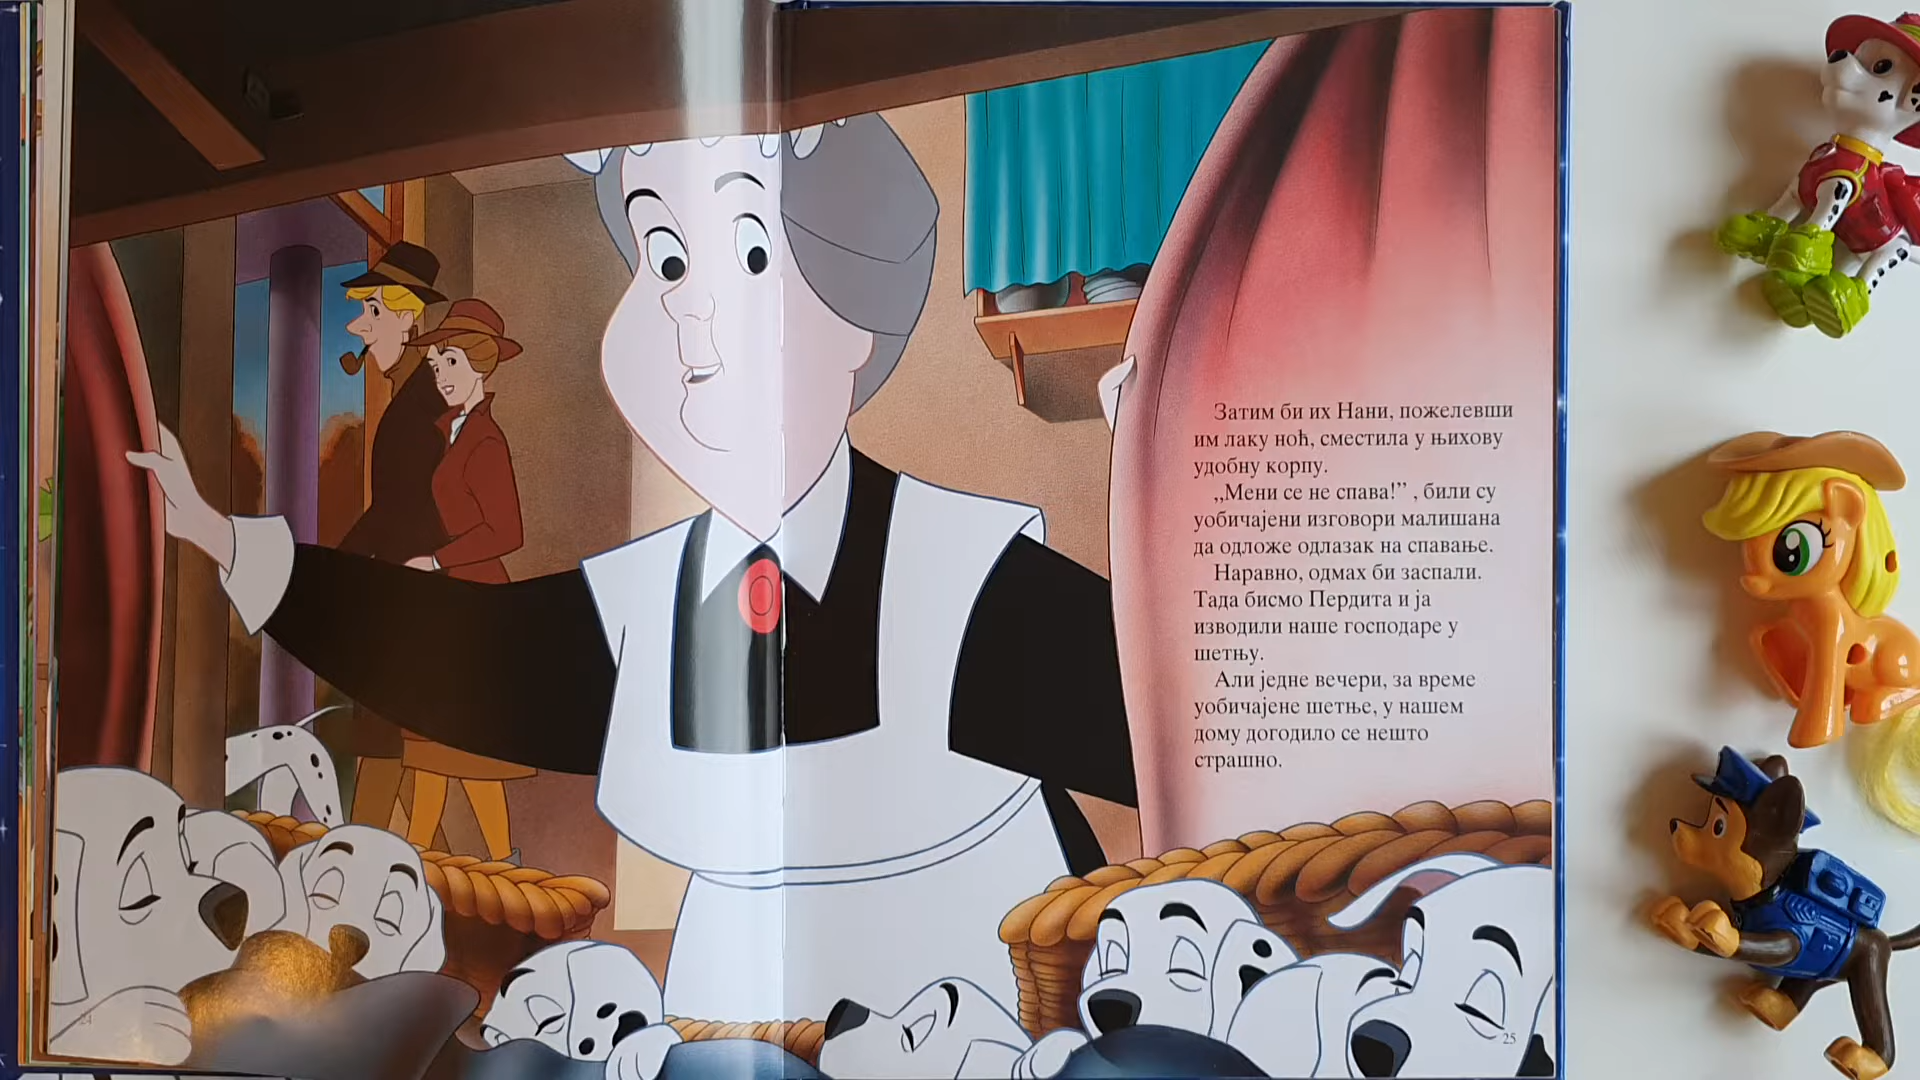 Затим би их Нани, пожелевши
им лаку ноћ, сместила у њихову
удобну корпу.
„Мени се не спава!” , били су
уобичајени изговори малишана
да одложе одлазак на спавање.
Наравно, одмах би заспали.
Тада бисмо Пердита и ја
изводили наше господаре у
шетњу.
Али једне вечери, за време
уобичајене шетње, у нашем
дому догодило се нешто
страшно.
24
25